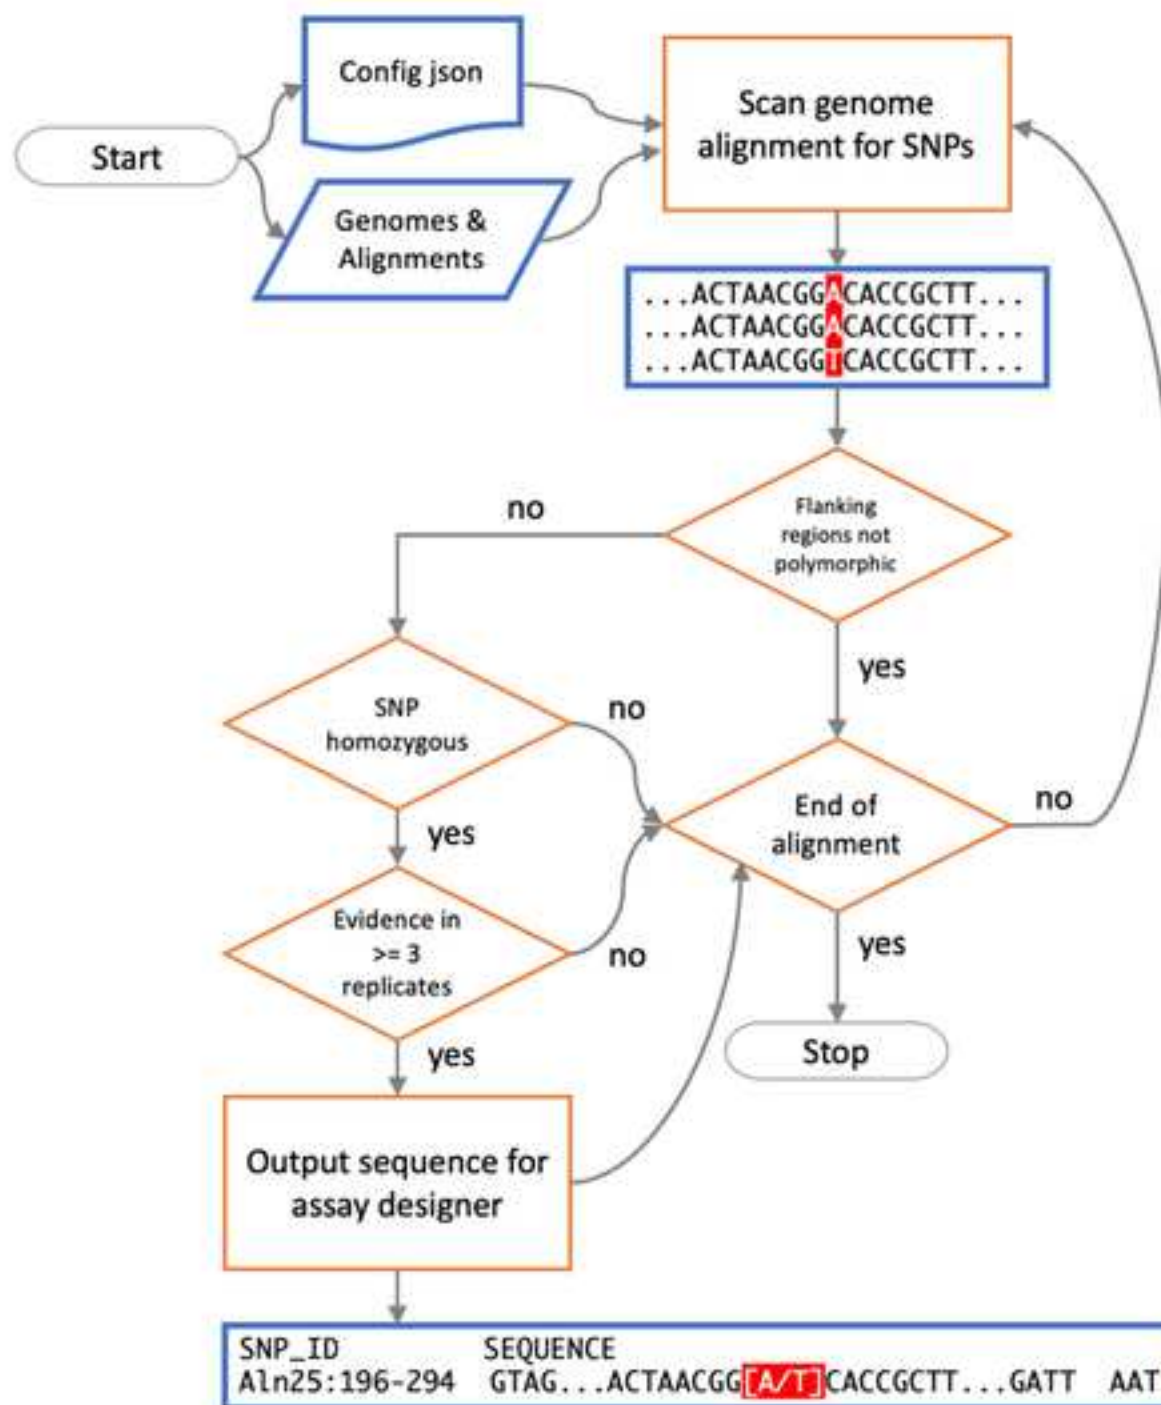 Config json
Start
Genomes &
Alignments
Scan genome
alignment for SNPs
...ACTAACGGACACCGCTT...
...ACTAACGGACACCGCTT...
...ACTAACGGTCACCGCTT...
Flanking
regions not
polymorphic
no
yes
SNP
homozygous
no
yes
End of
alignment
no
yes
Evidence in
>= 3
replicates
no
yes
Stop
Output sequence for
assay designer
SNP_ID SEQUENCE
Aln25:196-294 GTAG...ACTAACGG[A/T]CACCGCTT...GATT AAT